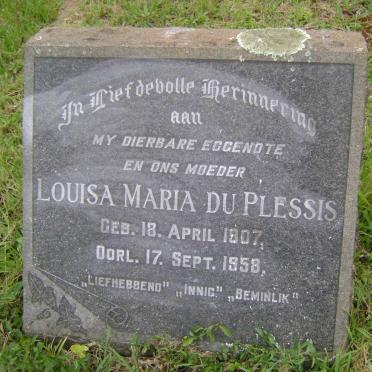 In Liefdevolle Herinnering
aan
MY DIERBARE EGGENOTE
EN ONS MOEDER
LOUISA MARIA DU PLESSIS
GEB. 18. APRIL 1907,
OORL. 17. SEPT. 1958,
„LIEFHEBBEND" „INNIG" „BEMINLIK"